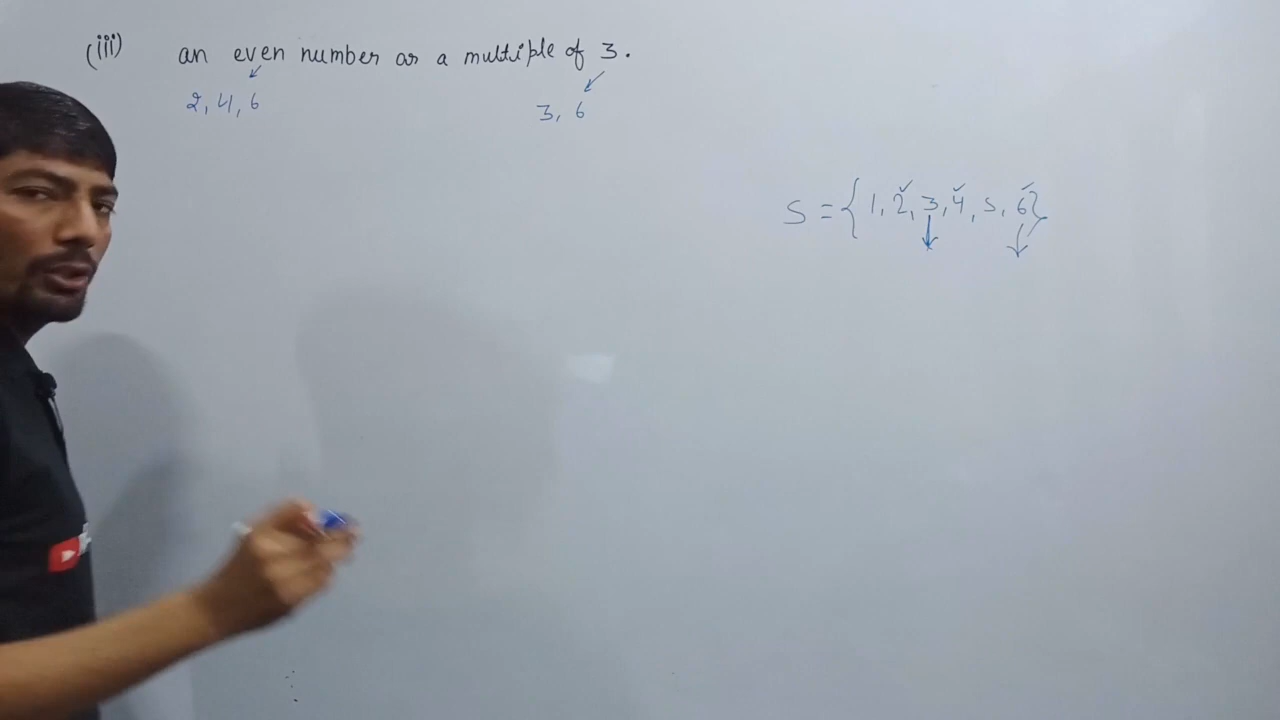 (iii) an even number or a multiple of 3.
2, 4, 6 3, 6
S = { 1, 2, 3, 4, 5, 6}